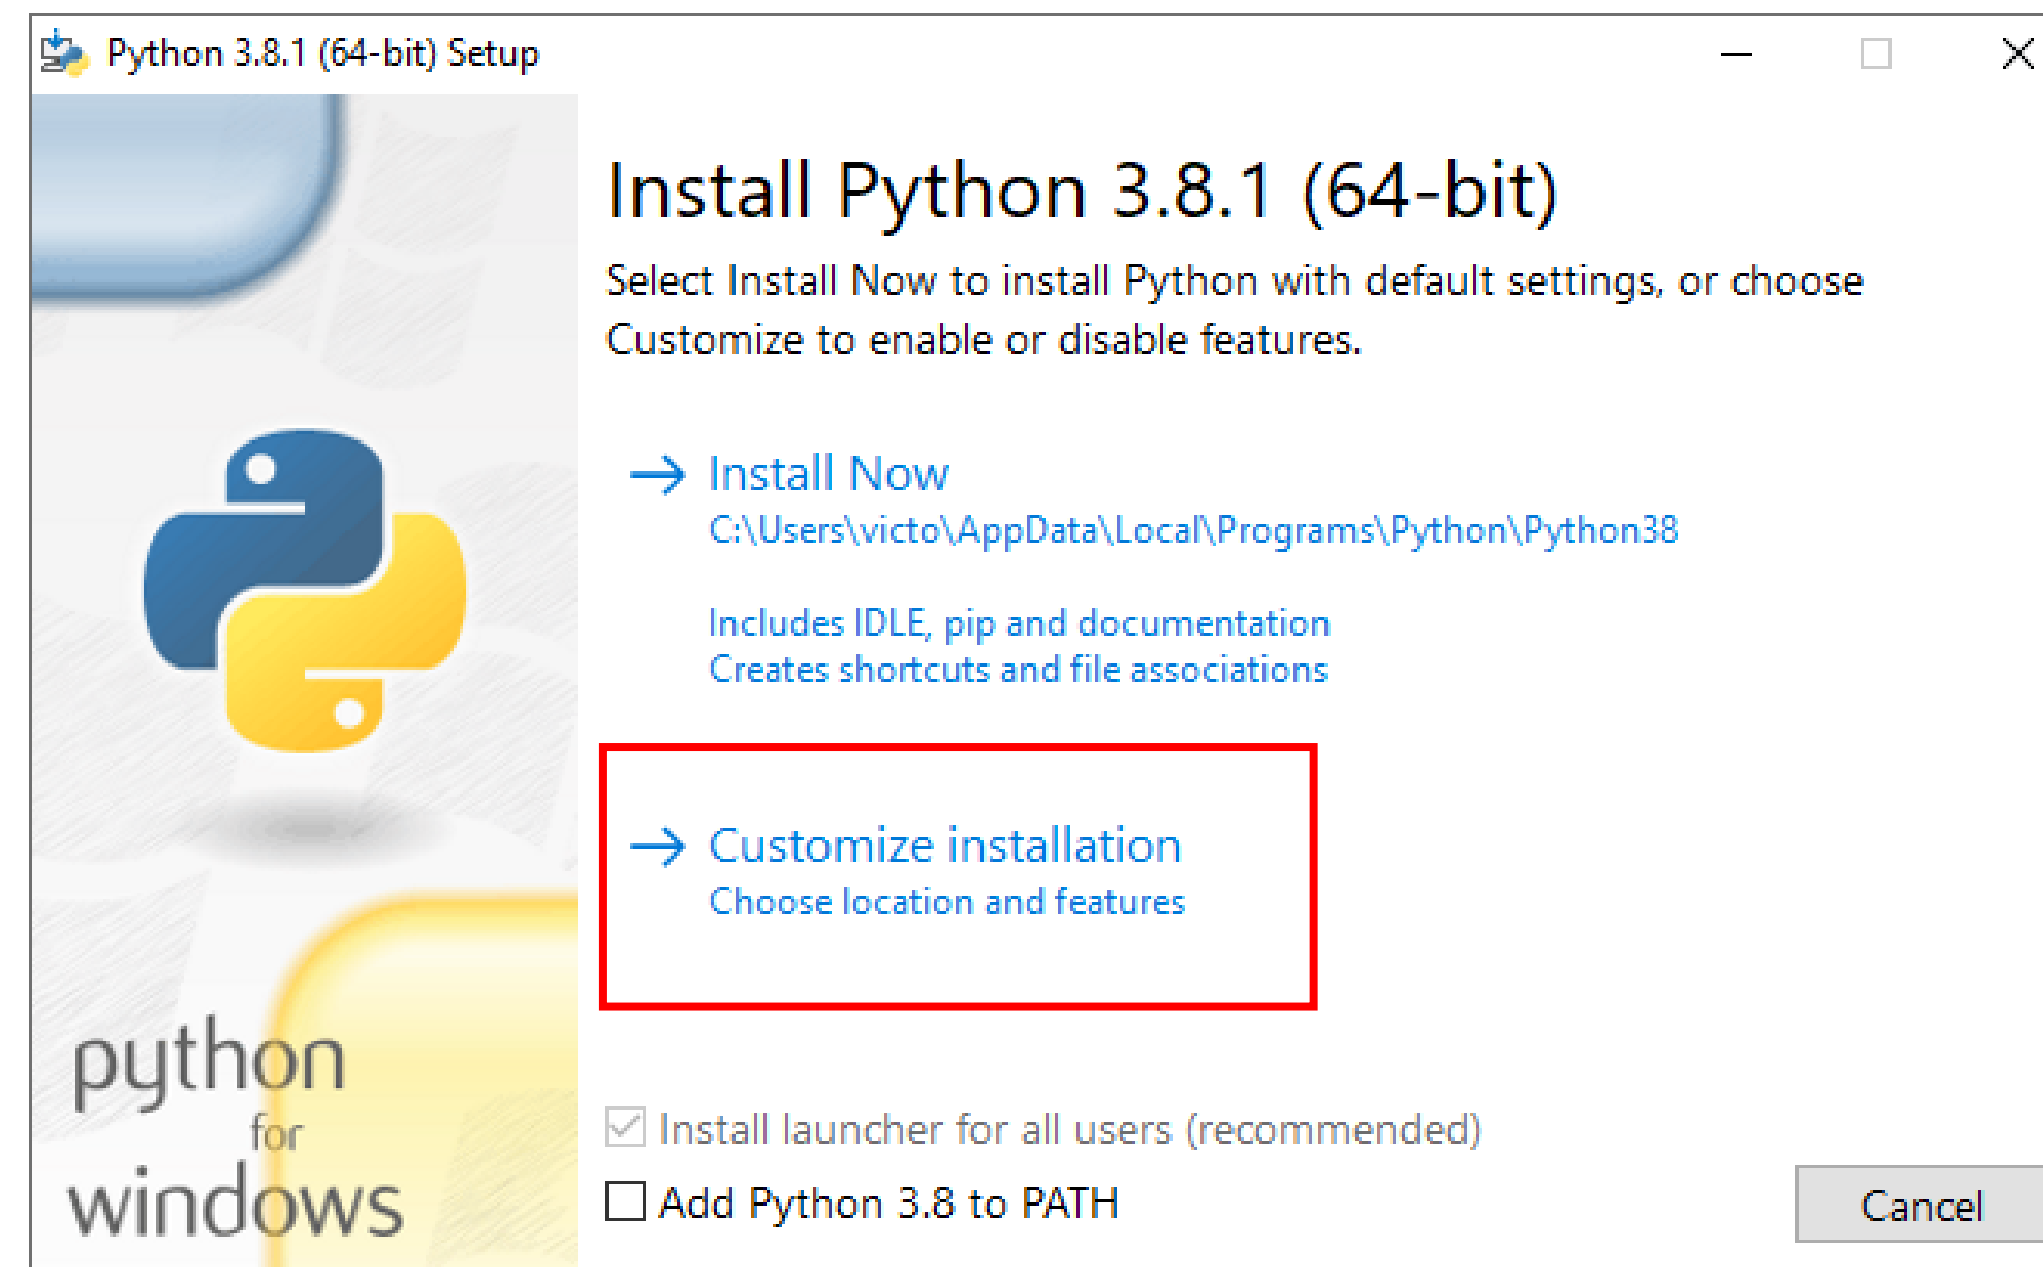 Python 3.8.1 (64-bit) Setup
Install Python 3.8.1 (64-bit)
Select Install Now to install Python with default settings, or choose
Customize to enable or disable features.
Install Now
C:\Users\victo\AppData\Local\Programs\Python\Python38
Includes IDLE, pip and documentation
Creates shortcuts and file associations
Customize installation
Choose location and features
python
for
windows
Install launcher for all users (recommended)
Add Python 3.8 to PATH
Cancel